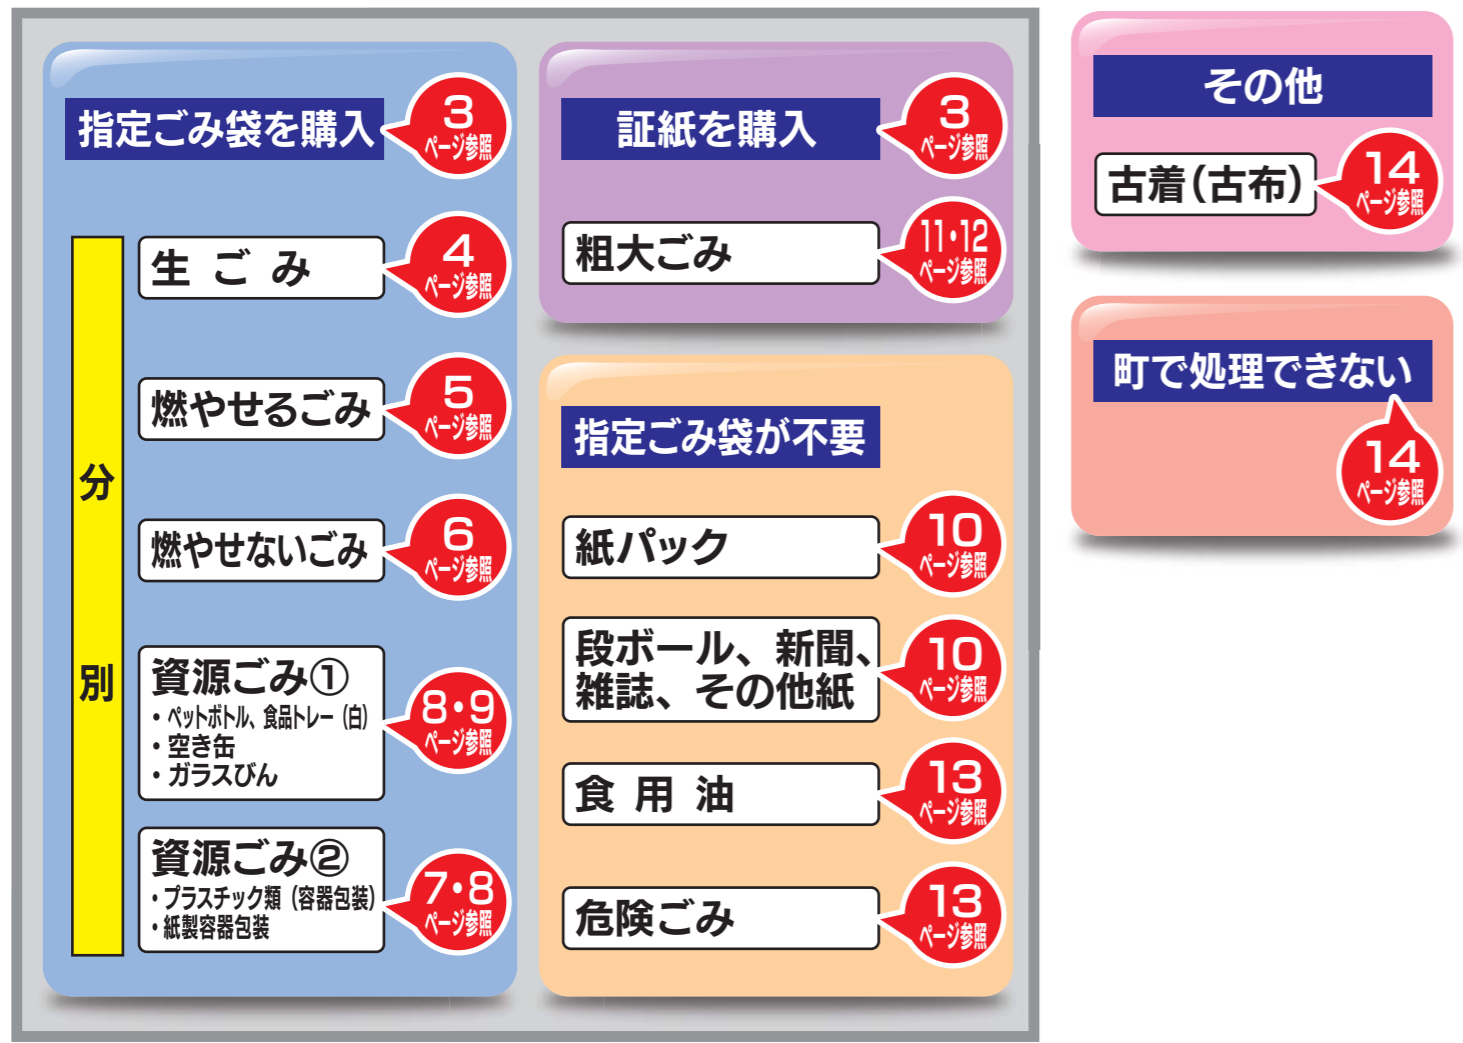 指定ごみ袋を購入
3
ページ参照
分別
生ごみ
4
ページ参照
燃やせるごみ
5
ページ参照
燃やせないごみ
6
ページ参照
資源ごみ①
・ペットボトル、食品トレー（白）
・空き缶
・ガラスびん
8・9
ページ参照
資源ごみ②
・プラスチック類（容器包装）
・紙製容器包装
7・8
ページ参照
証紙を購入
3
ページ参照
粗大ごみ
11・12
ページ参照
指定ごみ袋が不要
紙パック
10
ページ参照
段ボール、新聞、
雑誌、その他紙
10
ページ参照
食用油
13
ページ参照
危険ごみ
13
ページ参照
その他
古着（古布）
14
ページ参照
町で処理できない
14
ページ参照